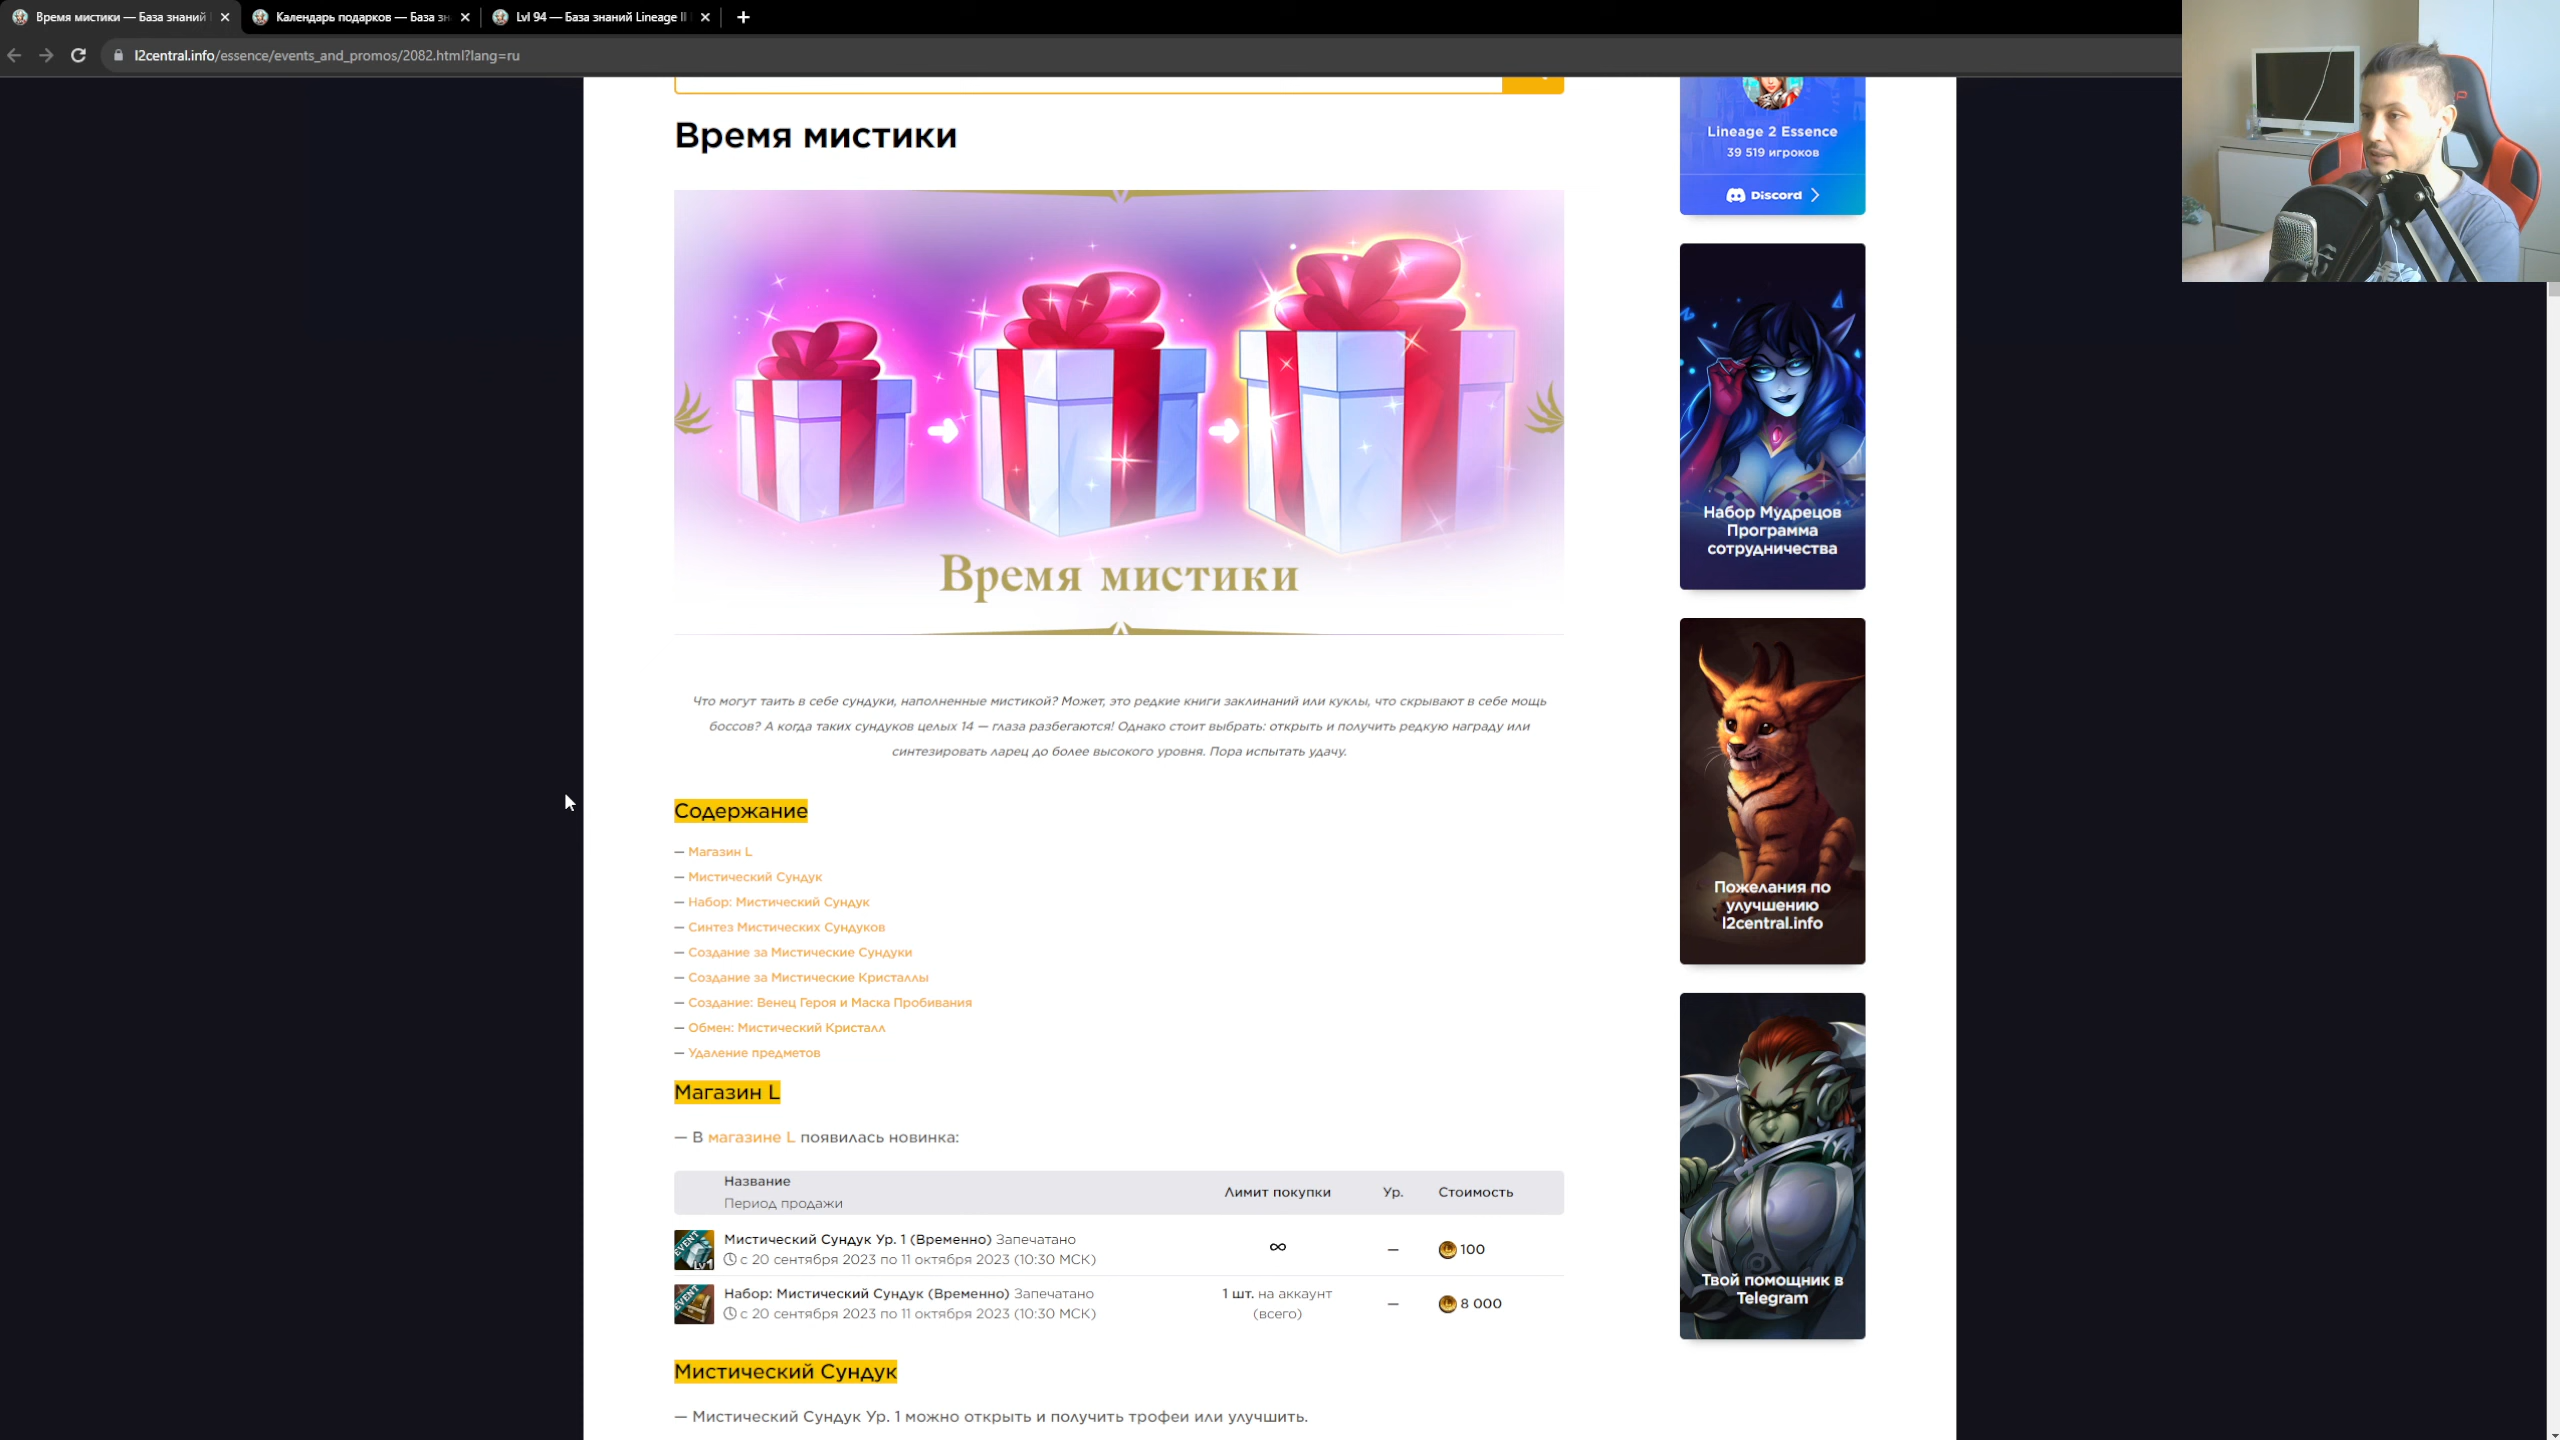 Время мистики — База знаний
Календарь подарков — База зн
Lvl 94 — База знаний Lineage II
l2central.info/essence/events_and_promos/2082.html?lang=ru
Время мистики
Время мистики
Что могут таить в себе сундуки, наполненные мистикой? Может, это редкие книги заклинаний или куклы, что скрывают в себе мощь
боссов? А когда таких сундуков целых 14 — глаза разбегаются! Однако стоит выбрать: открыть и получить редкую награду или
синтезировать ларец до более высокого уровня. Пора испытать удачу.
Содержание
— Магазин L
— Мистический Сундук
— Набор: Мистический Сундук
— Синтез Мистических Сундуков
— Создание за Мистические Сундуки
— Создание за Мистические Кристаллы
— Создание: Венец Героя и Маска Пробивания
— Обмен: Мистический Кристалл
— Удаление предметов
Магазин L
— В магазине L появилась новинка:
Название
Период продажи
Лимит покупки
Ур.
Стоимость
EVENT
Lv1
Мистический Сундук Ур. 1 (Временно) Запечатано
с 20 сентября 2023 по 11 октября 2023 (10:30 МСК)
∞
—
100
EVENT
Набор: Мистический Сундук (Временно) Запечатано
с 20 сентября 2023 по 11 октября 2023 (10:30 МСК)
1 шт. на аккаунт
(всего)
—
8 000
Мистический Сундук
— Мистический Сундук Ур. 1 можно открыть и получить трофеи или улучшить.
Lineage 2 Essence
39 519 игроков
Discord
Набор Мудрецов
Программа
сотрудничества
Пожелания по
улучшению
l2central.info
Твой помощник в
Telegram